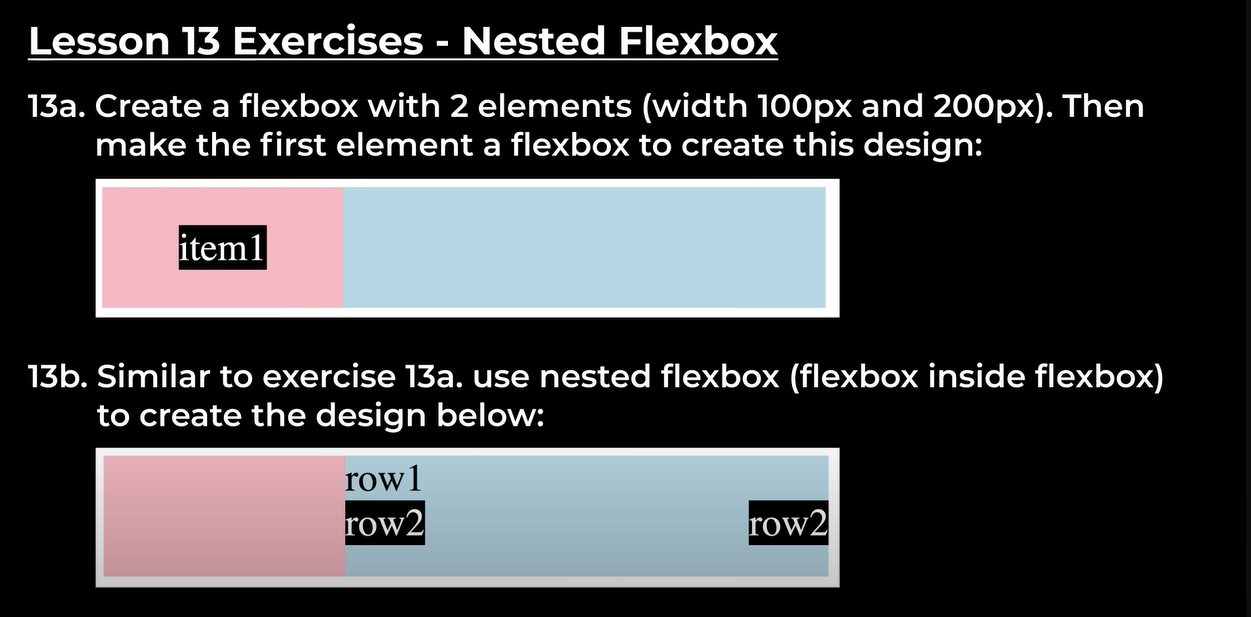 Lesson 13 Exercises - Nested Flexbox
13a. Create a flexbox with 2 elements (width 100px and 200px). Then
make the first element a flexbox to create this design:
item1
13b. Similar to exercise 13a. use nested flexbox (flexbox inside flexbox)
to create the design below:
row1
row2 row2